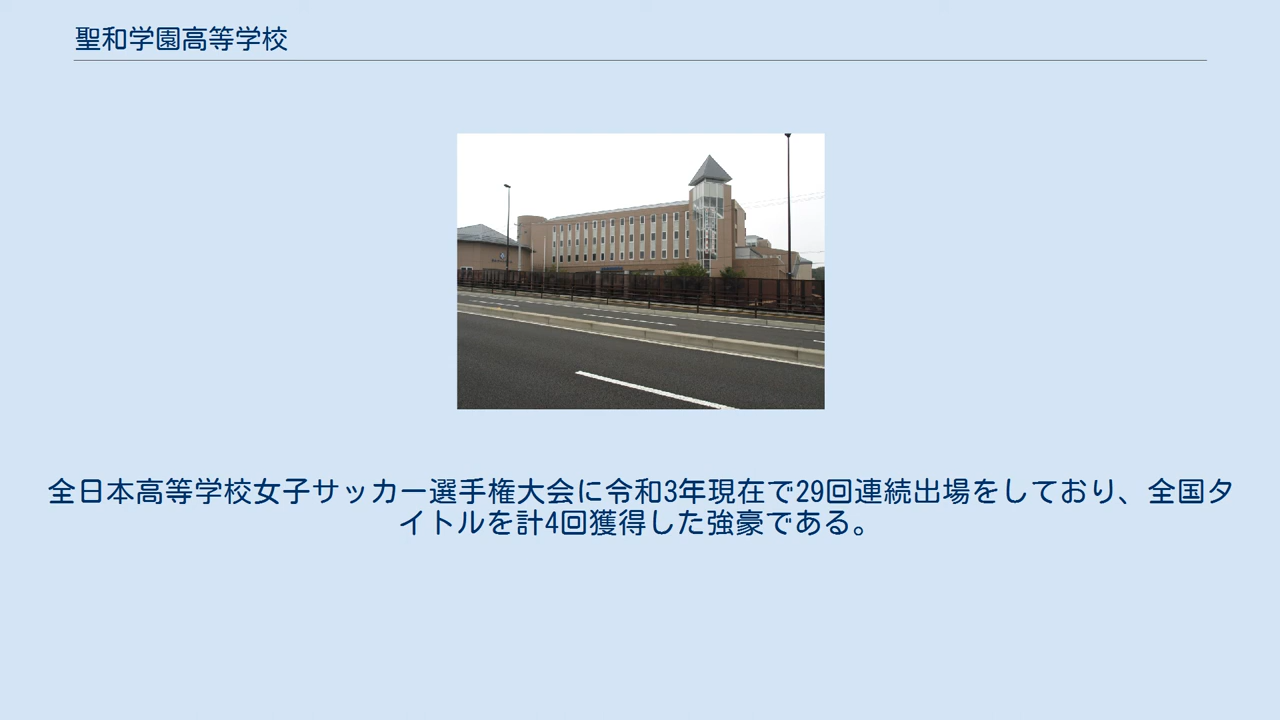 聖和学園高等学校
全日本高等学校女子サッカー選手権大会に令和3年現在で29回連続出場をしており、全国タ
イトルを計4回獲得した強豪である。